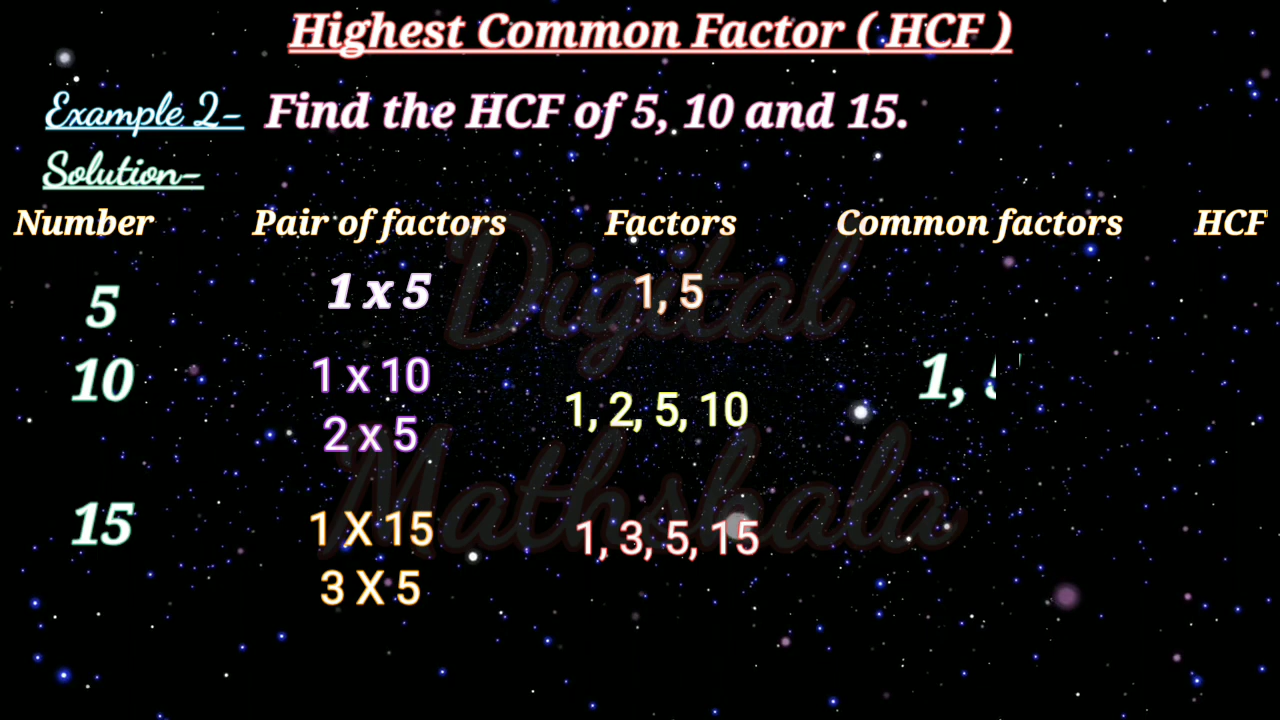 Highest Common Factor ( HCF )
Example 2- Find the HCF of 5, 10 and 15.
Solution-
Number Pair of factors Factors Common factors HCF
5 1 x 5 1, 5
10 1 x 10 1, 2, 5, 10 1,
2 x 5
15 1 X 15 1, 3, 5, 15
3 X 5
Digital
Mathshala